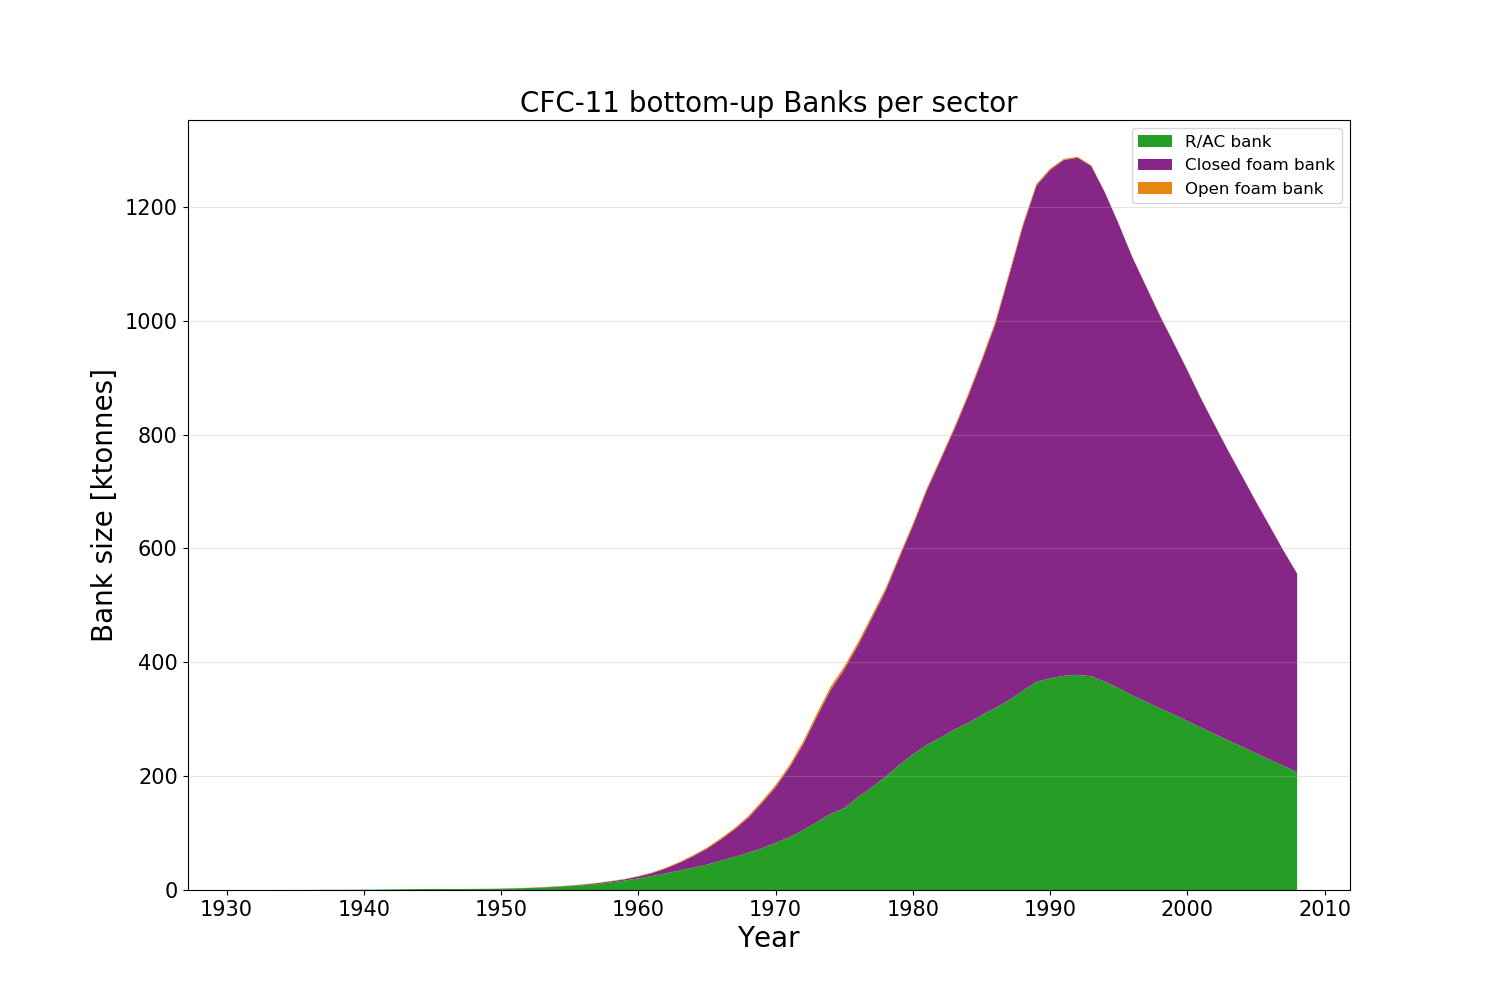 CFC-11 bottom-up Banks per sector
R/AC bank
Closed foam bank
Open foam bank
Bank size [ktonnes]
1200
1000
800
600
400
200
0
1930 1940 1950 1960 1970 1980 1990 2000 2010
Year